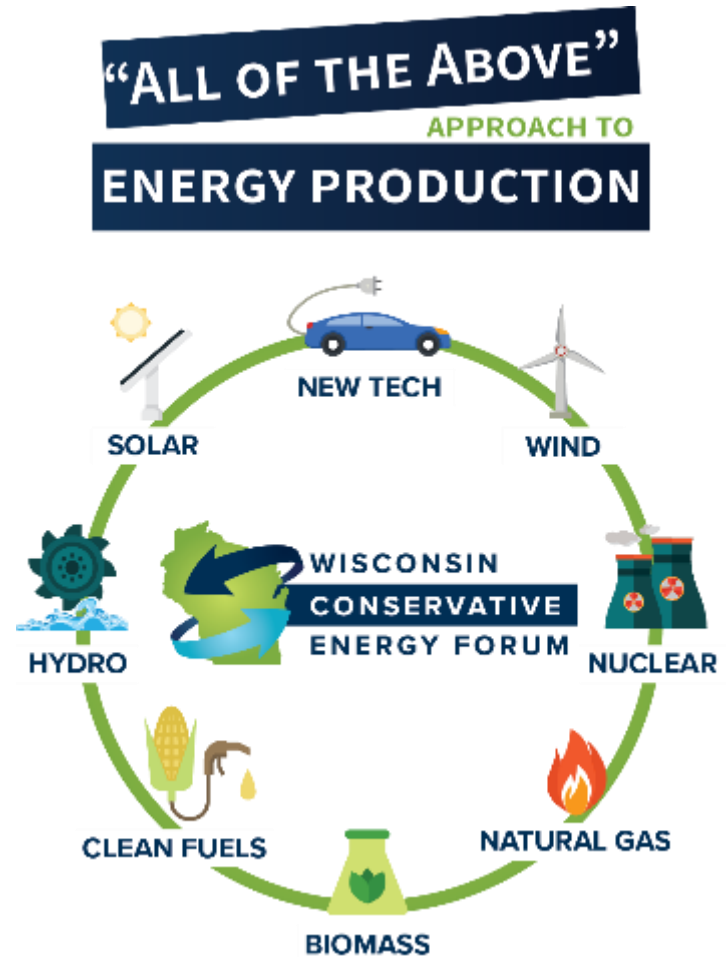 “ALL OF THE ABOVE”
APPROACH TO
ENERGY PRODUCTION
NEW TECH
SOLAR
WIND
WISCONSIN
CONSERVATIVE
ENERGY FORUM
HYDRO
NUCLEAR
CLEAN FUELS
NATURAL GAS
BIOMASS